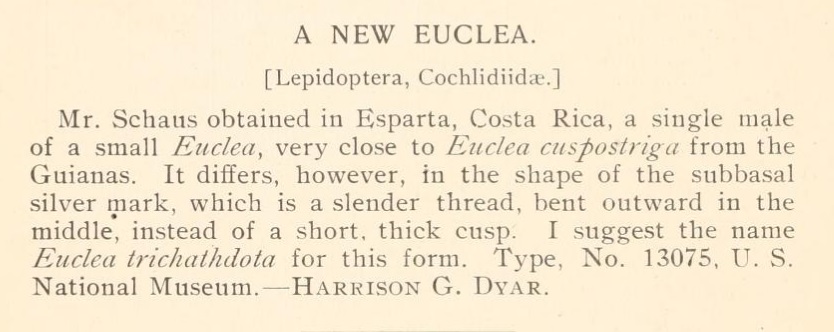 A NEW EUCLEA.
[Lepidoptera, Cochlidiidæ.]
Mr. Schaus obtained in Esparta, Costa Rica, a single male
of a small Euclea, very close to Euclea cuspostriga from the
Guianas. It differs, however, in the shape of the subbasal
silver mark, which is a slender thread, bent outward in the
middle, instead of a short, thick cusp. I suggest the name
Euclea trichathdota for this form. Type, No. 13075, U. S.
National Museum.—HARRISON G. DYAR.